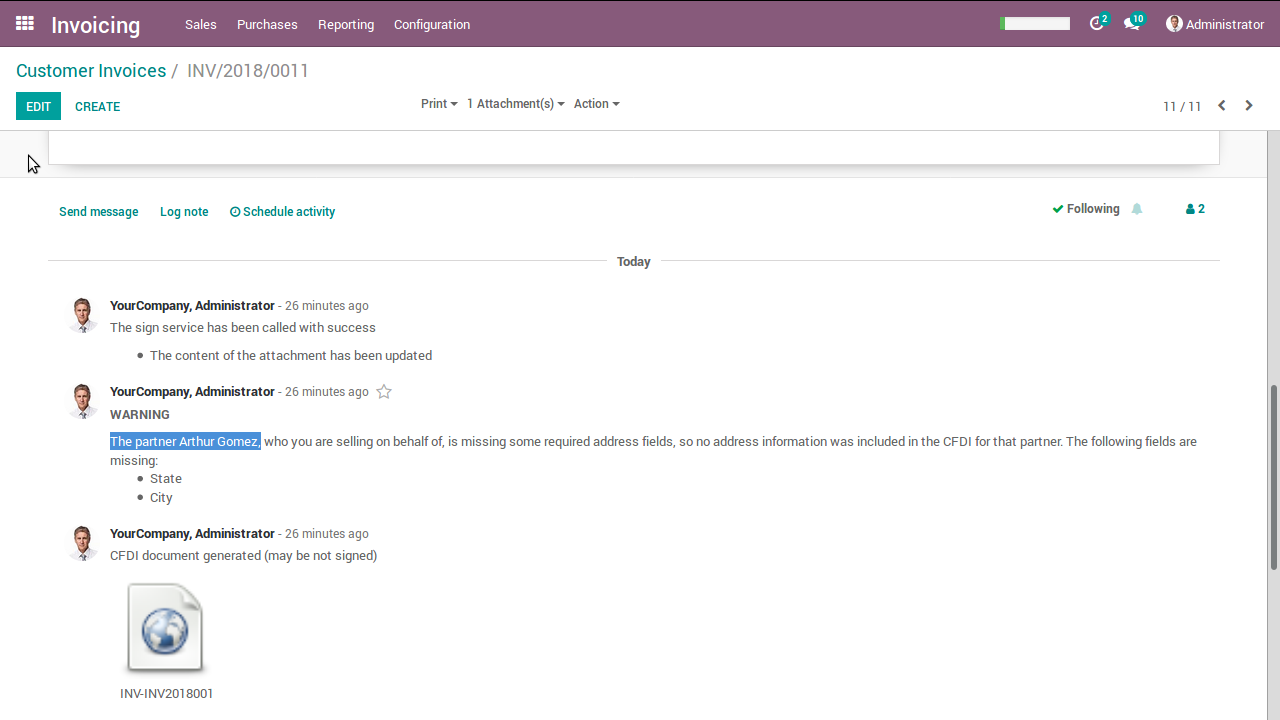 Invoicing Sales Purchases Reporting Configuration 2 10 Administrator
Customer Invoices / INV/2018/0011
EDIT CREATE Print 1 Attachment(s) Action 11 / 11
Send message Log note Schedule activity Following 2
Today
YourCompany, Administrator - 26 minutes ago
The sign service has been called with success
• The content of the attachment has been updated
YourCompany, Administrator - 26 minutes ago
WARNING
The partner Arthur Gomez, who you are selling on behalf of, is missing some required address fields, so no address information was included in the CFDI for that partner. The following fields are
missing:
• State
• City
YourCompany, Administrator - 26 minutes ago
CFDI document generated (may be not signed)
INV-INV2018001